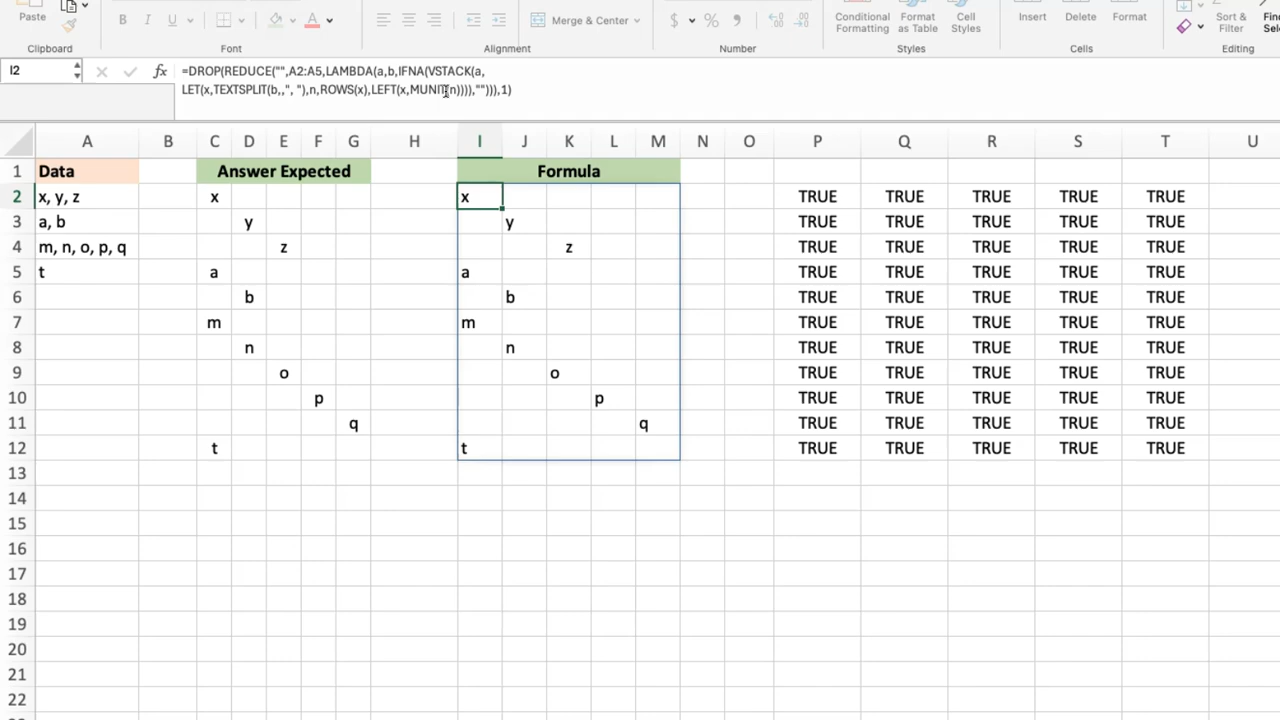 Paste
B I U A
Merge & Center
$ % 9
Conditional Formatting
Format as Table
Cell Styles
Insert
Delete
Format
Sort & Filter
Clipboard
Font
Alignment
Number
Styles
Cells
Editing
I2
fx
=DROP(REDUCE("",A2:A5,LAMBDA(a,b,IFNA(VSTACK(a,
LET(x,TEXTSPLIT(b,,", "),n,ROWS(x),LEFT(x,MUNIT(n)))),""))),1)
A B C D E F G H I J K L M N O P Q R S T U
1 Data Answer Expected Formula
2 x, y, z x x TRUE TRUE TRUE TRUE TRUE
3 a, b y y TRUE TRUE TRUE TRUE TRUE
4 m, n, o, p, q z z TRUE TRUE TRUE TRUE TRUE
5 t a a TRUE TRUE TRUE TRUE TRUE
6 b b TRUE TRUE TRUE TRUE TRUE
7 m m TRUE TRUE TRUE TRUE TRUE
8 n n TRUE TRUE TRUE TRUE TRUE
9 o o TRUE TRUE TRUE TRUE TRUE
10 p p TRUE TRUE TRUE TRUE TRUE
11 q q TRUE TRUE TRUE TRUE TRUE
12 t t TRUE TRUE TRUE TRUE TRUE
13
14
15
16
17
18
19
20
21
22